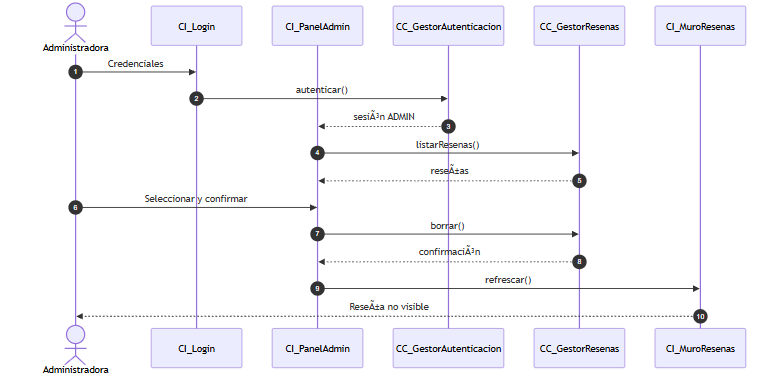 CI_Login
CI_PanelAdmin
CC_GestorAutenticacion
CC_GestorResenas
CI_MuroResenas
Administradora
1
Credenciales
2
autenticar()
sesiÃ³n ADMIN
3
4
listarResenas()
reseÃ±as
5
6
Seleccionar y confirmar
7
borrar()
confirmaciÃ³n
8
9
refrescar()
ReseÃ±a no visible
10
Administradora
CI_Login
CI_PanelAdmin
CC_GestorAutenticacion
CC_GestorResenas
CI_MuroResenas